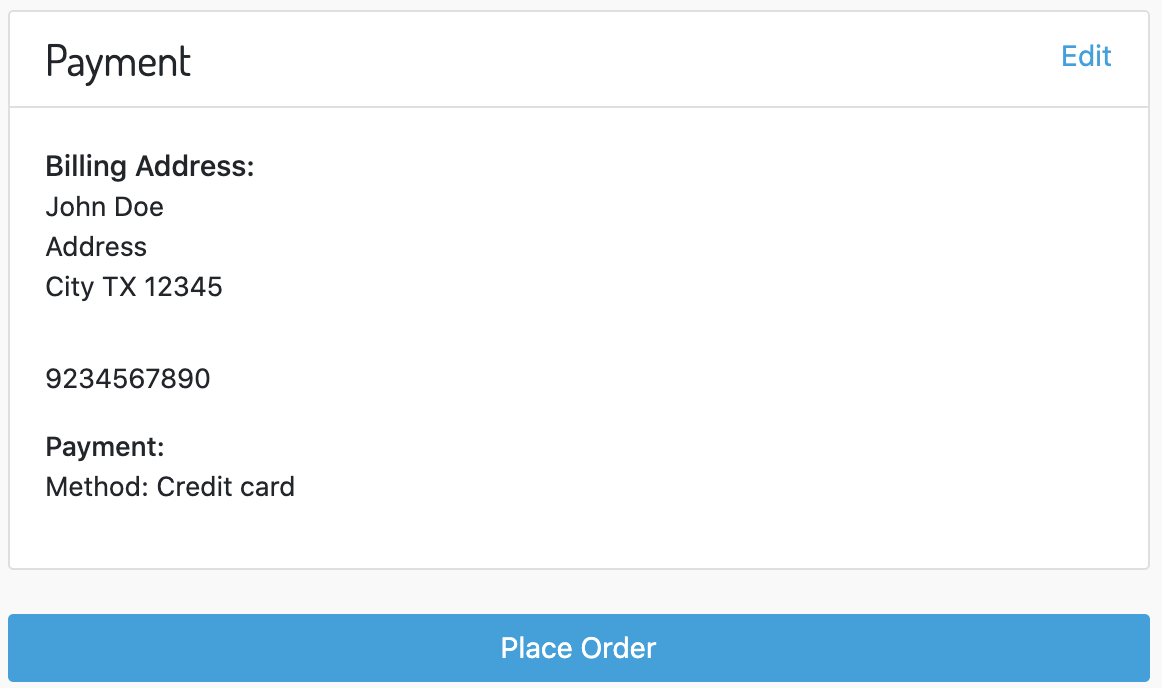 Payment
Edit
Billing Address:
John Doe
Address
City TX 12345
9234567890
Payment:
Method: Credit card
Place Order